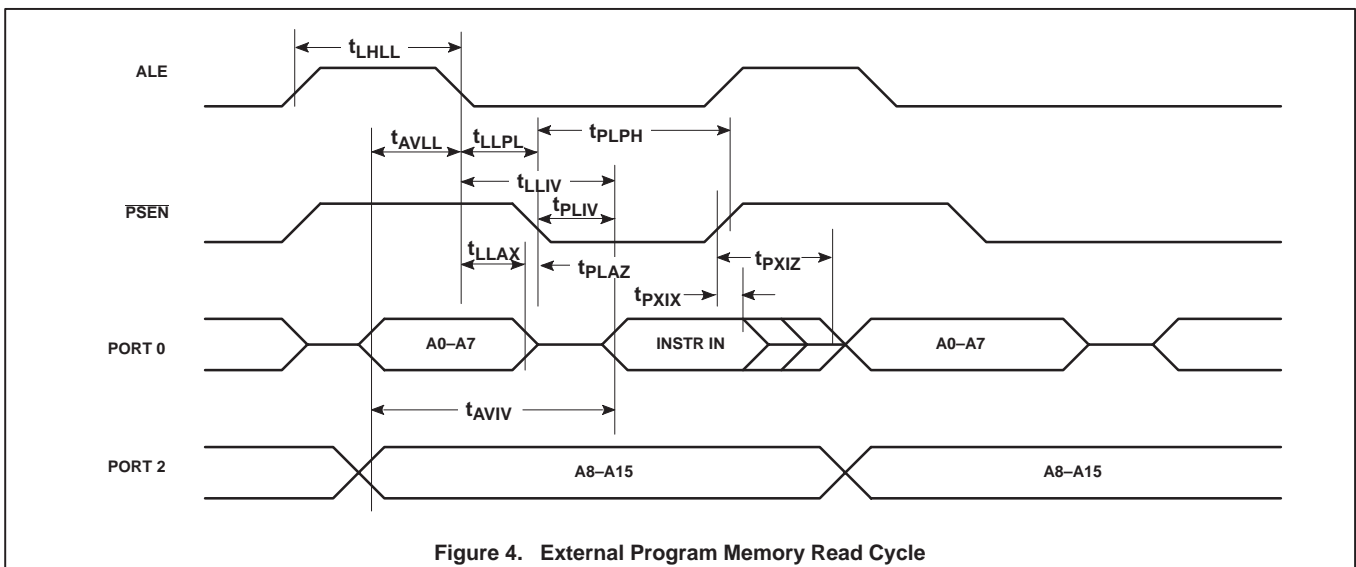 tLHLL
ALE
tPLPH
tAVLL
tLLPL
tLLIV
PSEN
tPLIV
tLLAX
tPLAZ
tPXIZ
tPXIX
PORT 0
A0–A7
INSTR IN
A0–A7
tAVIV
PORT 2
A8–A15
A8–A15
Figure 4. External Program Memory Read Cycle